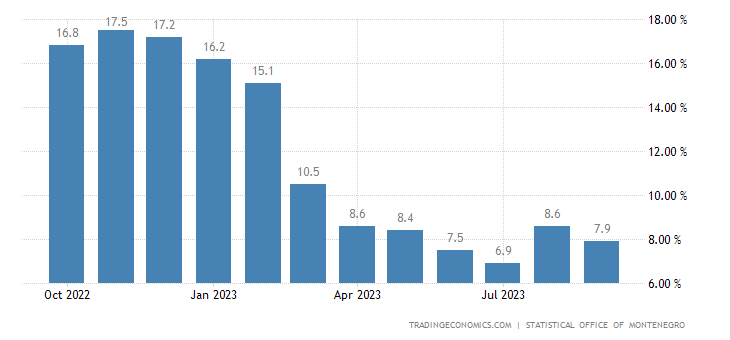 18.00 %
16.8 17.5 17.2 16.2 15.1 10.5 8.6 8.4 7.5 6.9 8.6 7.9
16.00 %
14.00 %
12.00 %
10.00 %
8.00 %
6.00 %
Oct 2022 Jan 2023 Apr 2023 Jul 2023
TRADINGECONOMICS.COM | STATISTICAL OFFICE OF MONTENEGRO